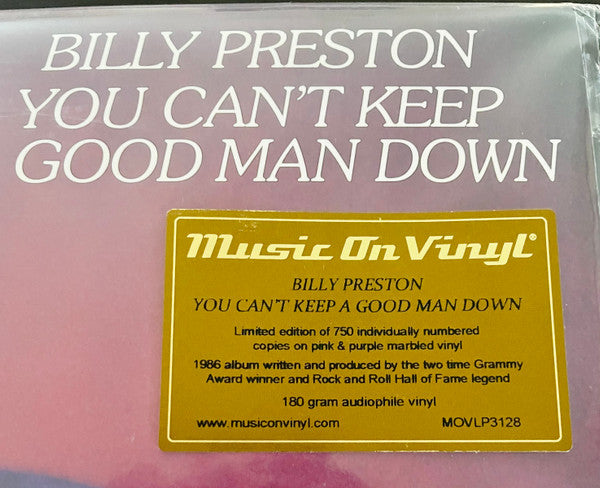 BILLY PRESTON
YOU CAN'T KEEP
GOOD MAN DOWN
Music On Vinyl®
BILLY PRESTON
YOU CAN'T KEEP A GOOD MAN DOWN
Limited edition of 750 individually numbered
copies on pink & purple marbled vinyl
1986 album written and produced by the two time Grammy
Award winner and Rock and Roll Hall of Fame legend
180 gram audiophile vinyl
www.musiconvinyl.com MOVLP3128